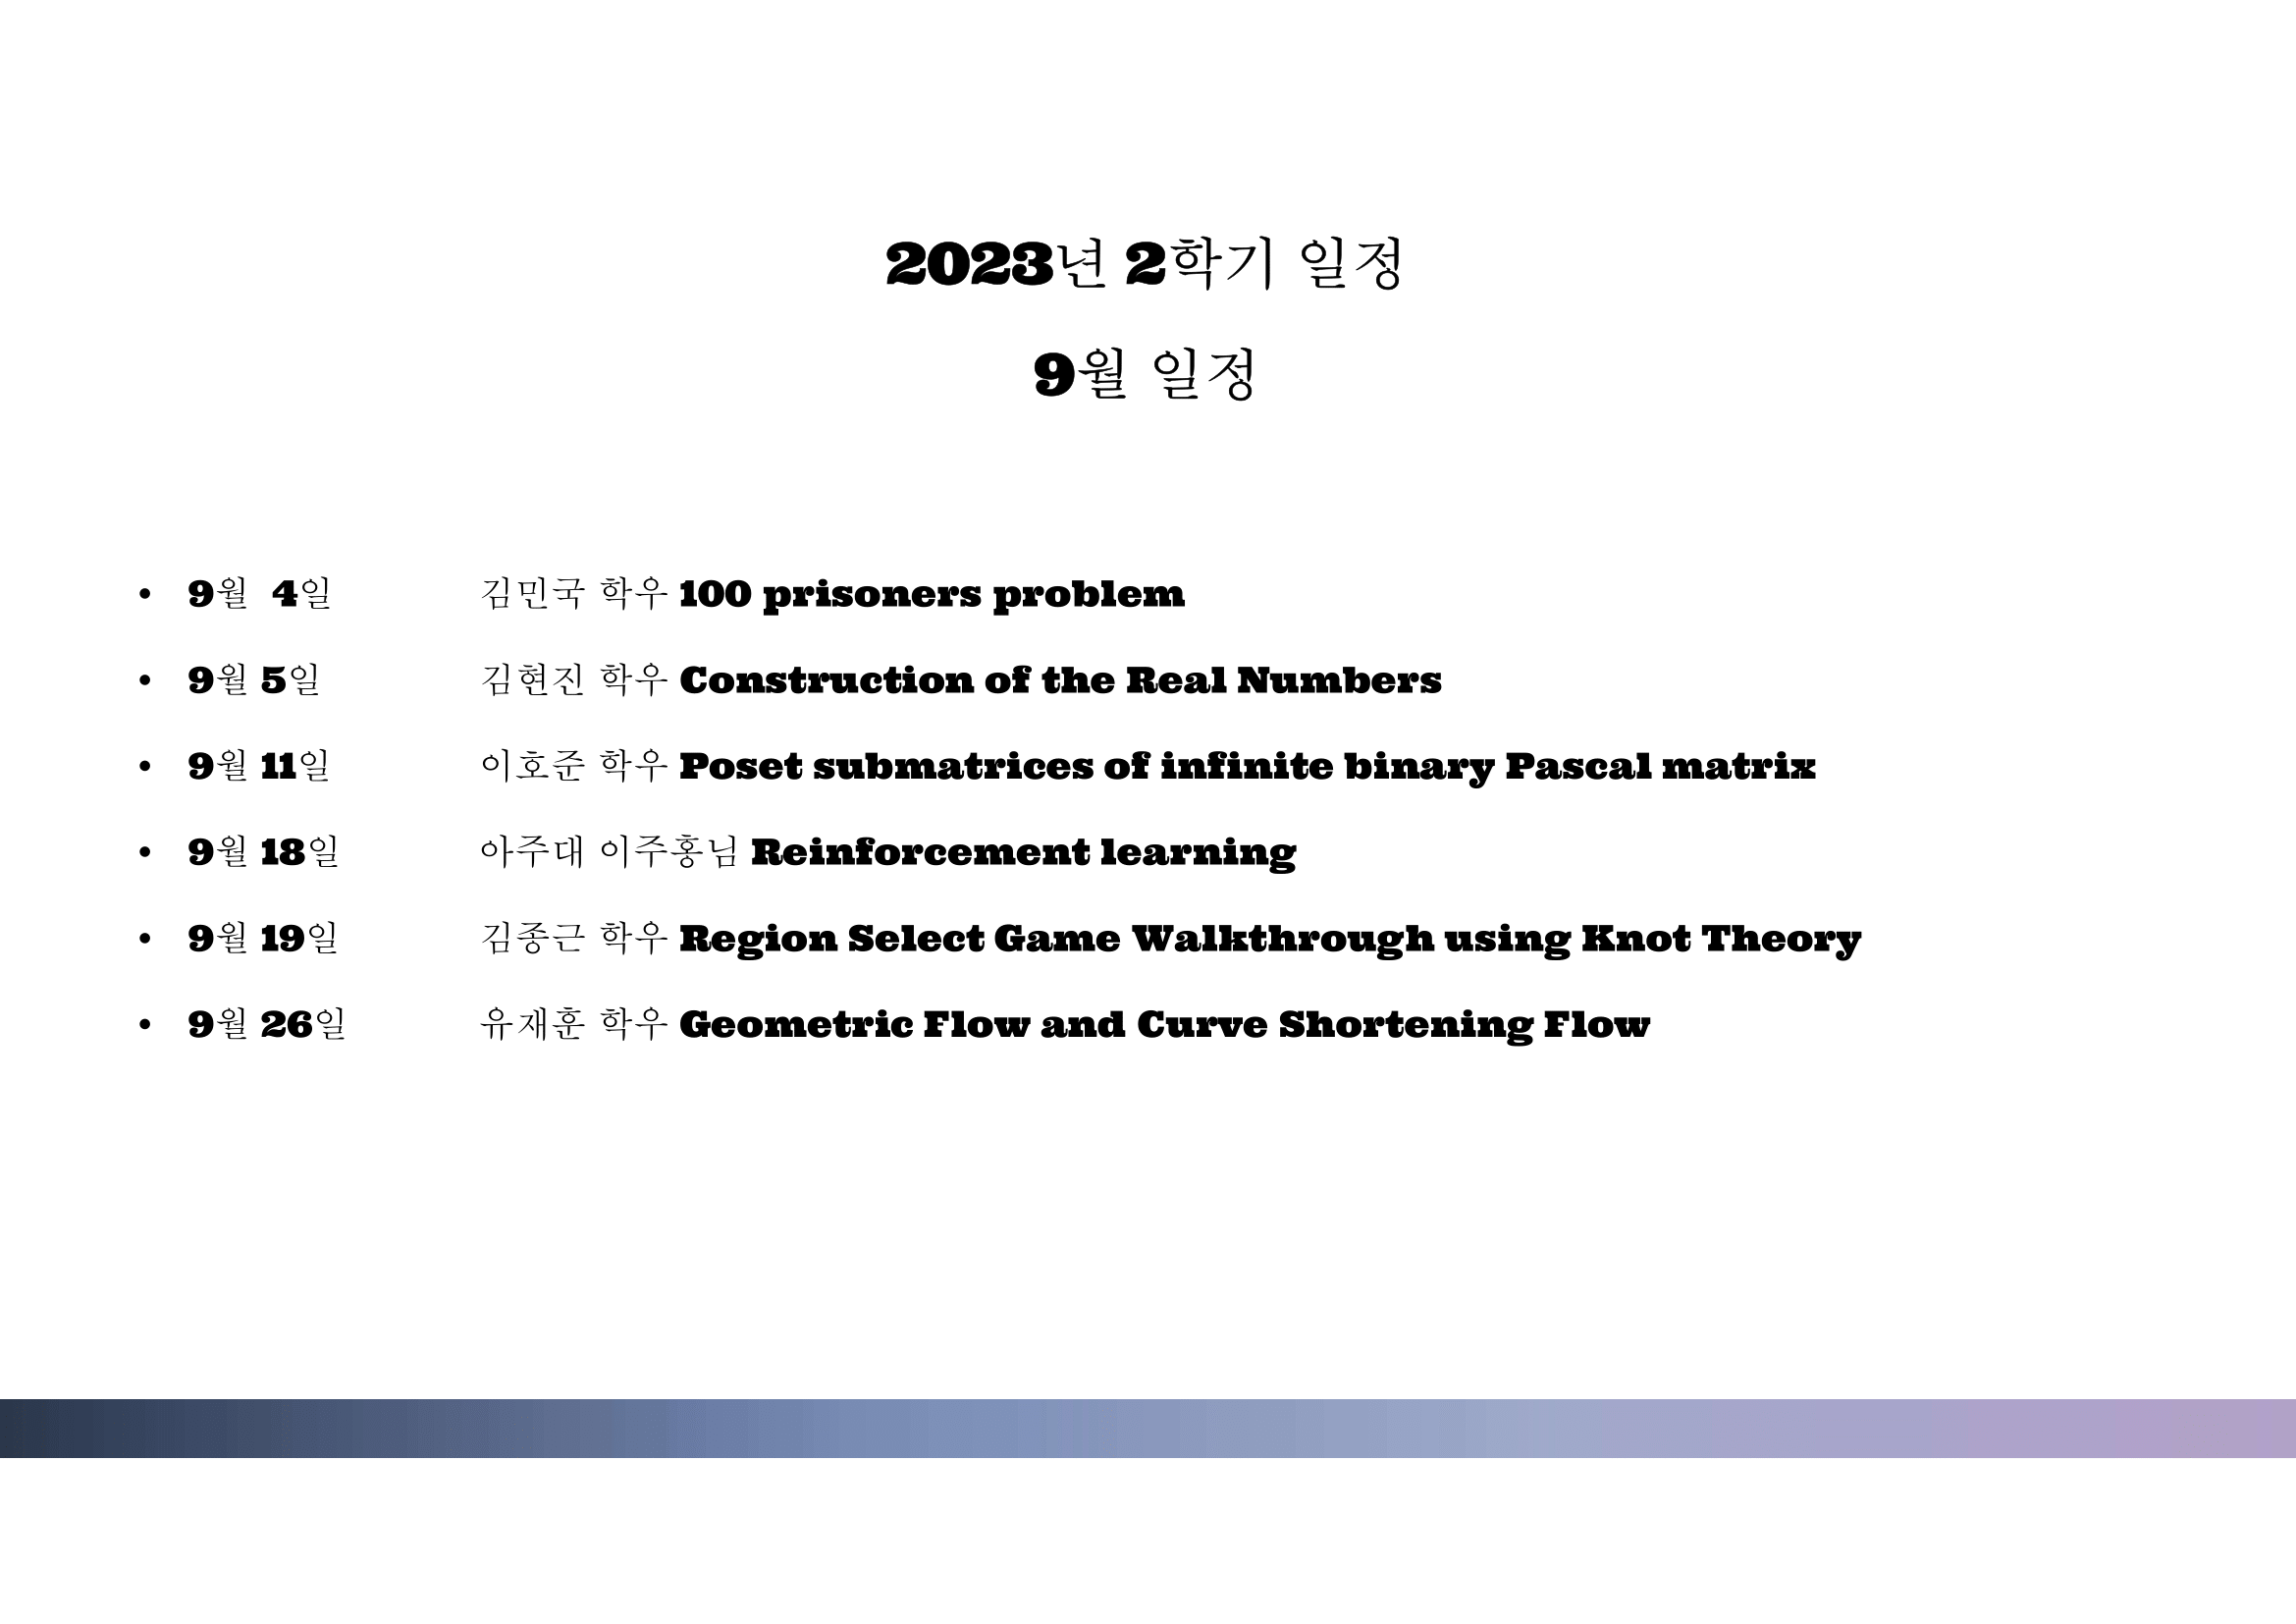 2023년 2학기 일정
9월 일정
• 9월 4일 김민국 학우 100 prisoners problem
• 9월 5일 김현진 학우 Construction of the Real Numbers
• 9월 11일 이호준 학우 Poset submatrices of infinite binary Pascal matrix
• 9월 18일 아주대 이주홍님 Reinforcement learning
• 9월 19일 김종근 학우 Region Select Game Walkthrough using Knot Theory
• 9월 26일 유재훈 학우 Geometric Flow and Curve Shortening Flow